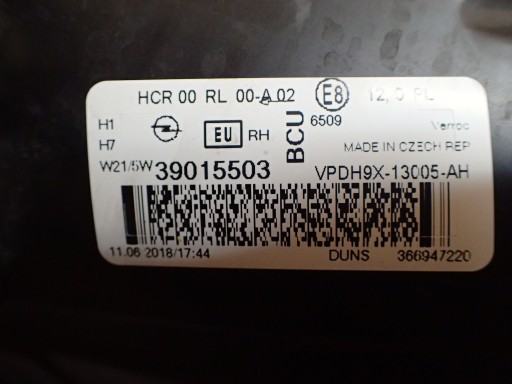 HCR 00 RL 00-A 02 E8 12, 0 PL
H1 EU RH BCU 6509
H7 MADE IN CZECH REP
W21/5W 39015503 VPDH9X-13005-AH
11.06 2018/17:44 DUNS 366947220